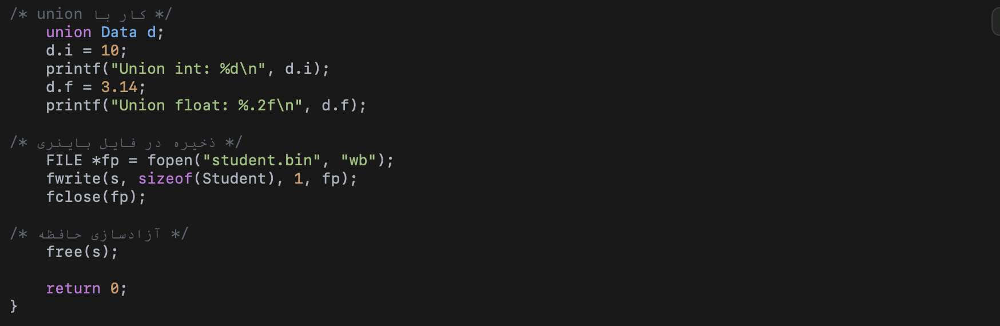 /* کار با union */
    union Data d;
    d.i = 10;
    printf("Union int: %d\n", d.i);
    d.f = 3.14;
    printf("Union float: %.2f\n", d.f);

/* ذخیره در فایل باینری */
    FILE *fp = fopen("student.bin", "wb");
    fwrite(s, sizeof(Student), 1, fp);
    fclose(fp);

/* آزادسازی حافظه */
    free(s);

    return 0;
}